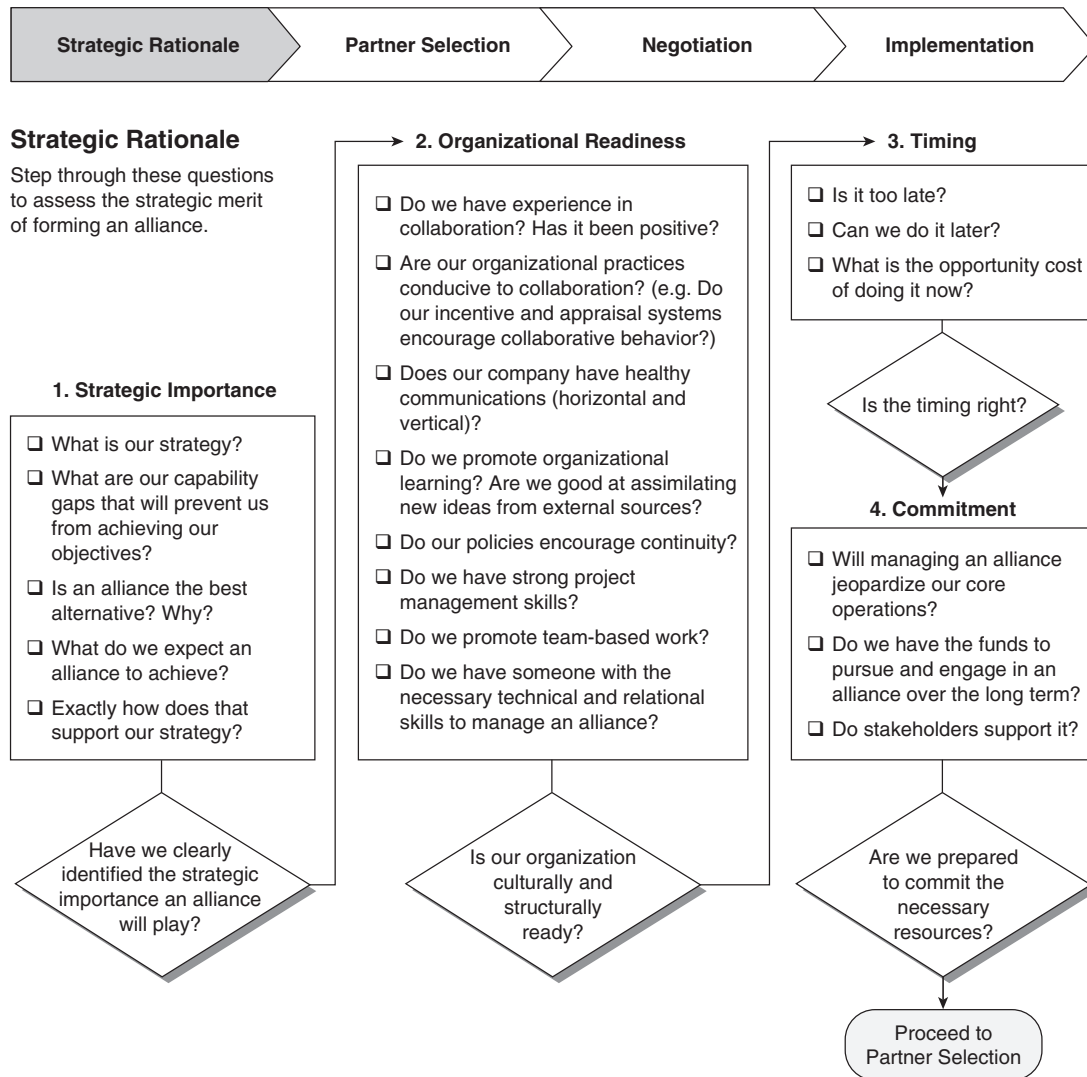 Strategic Rationale
Partner Selection
Negotiation
Implementation
Strategic Rationale
Step through these questions
to assess the strategic merit
of forming an alliance.
1. Strategic Importance
❑ What is our strategy?
❑ What are our capability
gaps that will prevent us
from achieving our
objectives?
❑ Is an alliance the best
alternative? Why?
❑ What do we expect an
alliance to achieve?
❑ Exactly how does that
support our strategy?
Have we clearly
identified the strategic
importance an alliance
will play?
2. Organizational Readiness
❑ Do we have experience in
collaboration? Has it been positive?
❑ Are our organizational practices
conducive to collaboration? (e.g. Do
our incentive and appraisal systems
encourage collaborative behavior?)
❑ Does our company have healthy
communications (horizontal and
vertical)?
❑ Do we promote organizational
learning? Are we good at assimilating
new ideas from external sources?
❑ Do our policies encourage continuity?
❑ Do we have strong project
management skills?
❑ Do we promote team-based work?
❑ Do we have someone with the
necessary technical and relational
skills to manage an alliance?
Is our organization
culturally and
structurally
ready?
3. Timing
❑ Is it too late?
❑ Can we do it later?
❑ What is the opportunity cost
of doing it now?
Is the timing right?
4. Commitment
❑ Will managing an alliance
jeopardize our core
operations?
❑ Do we have the funds to
pursue and engage in an
alliance over the long term?
❑ Do stakeholders support it?
Are we prepared
to commit the
necessary
resources?
Proceed to
Partner Selection